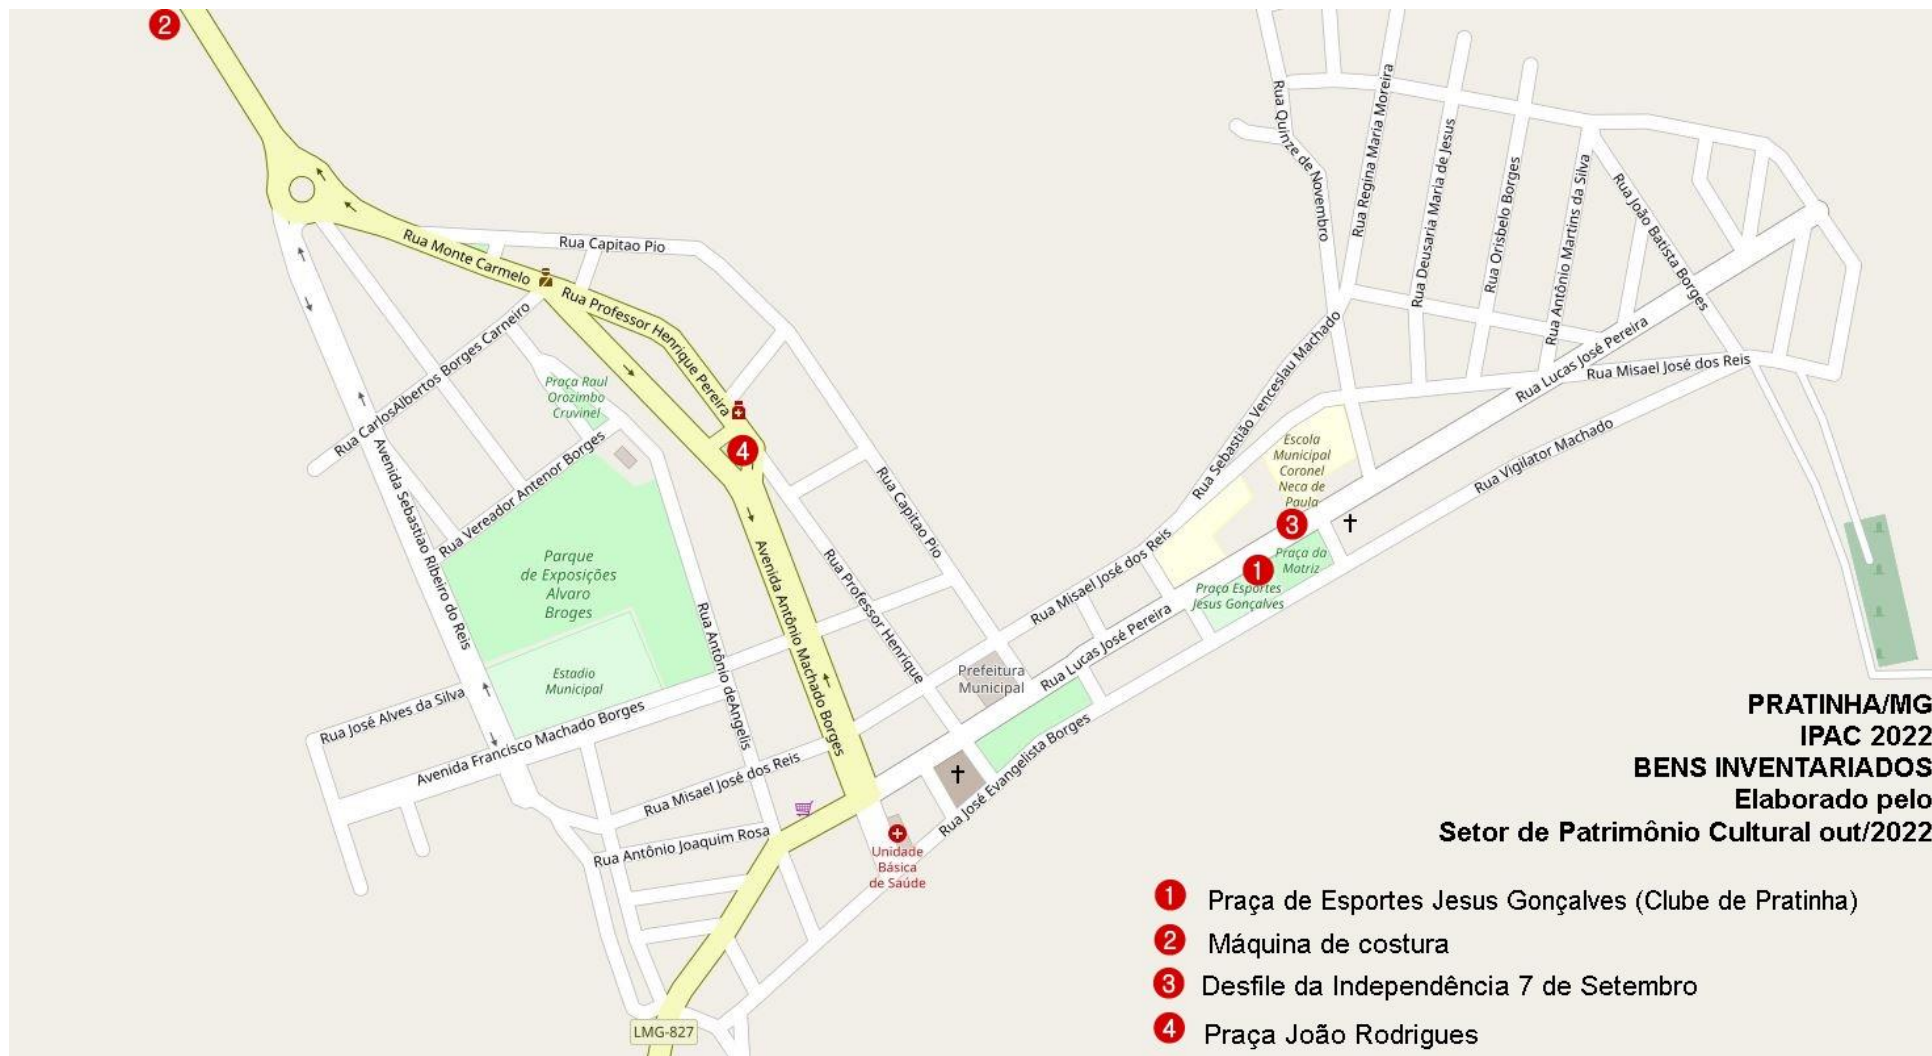 2
Rua Quinze de Novembro
Rua Regina Maria Moreira
Rua Deusaria Maria de Jesus
Rua Orisbelo Borges
Rua Antônio Martins da Silva
Rua João Batista Borges
Rua Monte Carmelo
Rua Capitao Pio
Rua Professor Henrique Pereira
Rua CarlosAlbertos Borges Carneiro
Praça Raul
Orozimbo
Cruvinel
4
Rua Vereador Antenor Borges
Avenida Sebastiao Ribeiro do Reis
Parque
de Exposições
Alvaro
Broges
Estadio
Municipal
Rua José Alves da Silva
Avenida Francisco Machado Borges
Rua Antônio deAngelis
Avenida Antônio Machado Borges
Rua Professor Henrique
Rua Capitao Pio
Rua Misael José dos Reis
Rua Antônio Joaquim Rosa
Unidade
Básica
de Saúde
LMG-827
Rua José Evangelista Borges
Prefeitura
Municipal
Rua Lucas José Pereira
Rua Misael José dos Reis
Rua Sebastião Venceslau Machado
Escola
Municipal
Coronel
Neca de
Paula
3
1
Praça da
Matriz
Praça Esportes
Jesus Gonçalves
Rua Lucas José Pereira
Rua Misael José dos Reis
Rua Vigilator Machado
PRATINHA/MG
IPAC 2022
BENS INVENTARIADOS
Elaborado pelo
Setor de Patrimônio Cultural out/2022
1 Praça de Esportes Jesus Gonçalves (Clube de Pratinha)
2 Máquina de costura
3 Desfile da Independência 7 de Setembro
4 Praça João Rodrigues